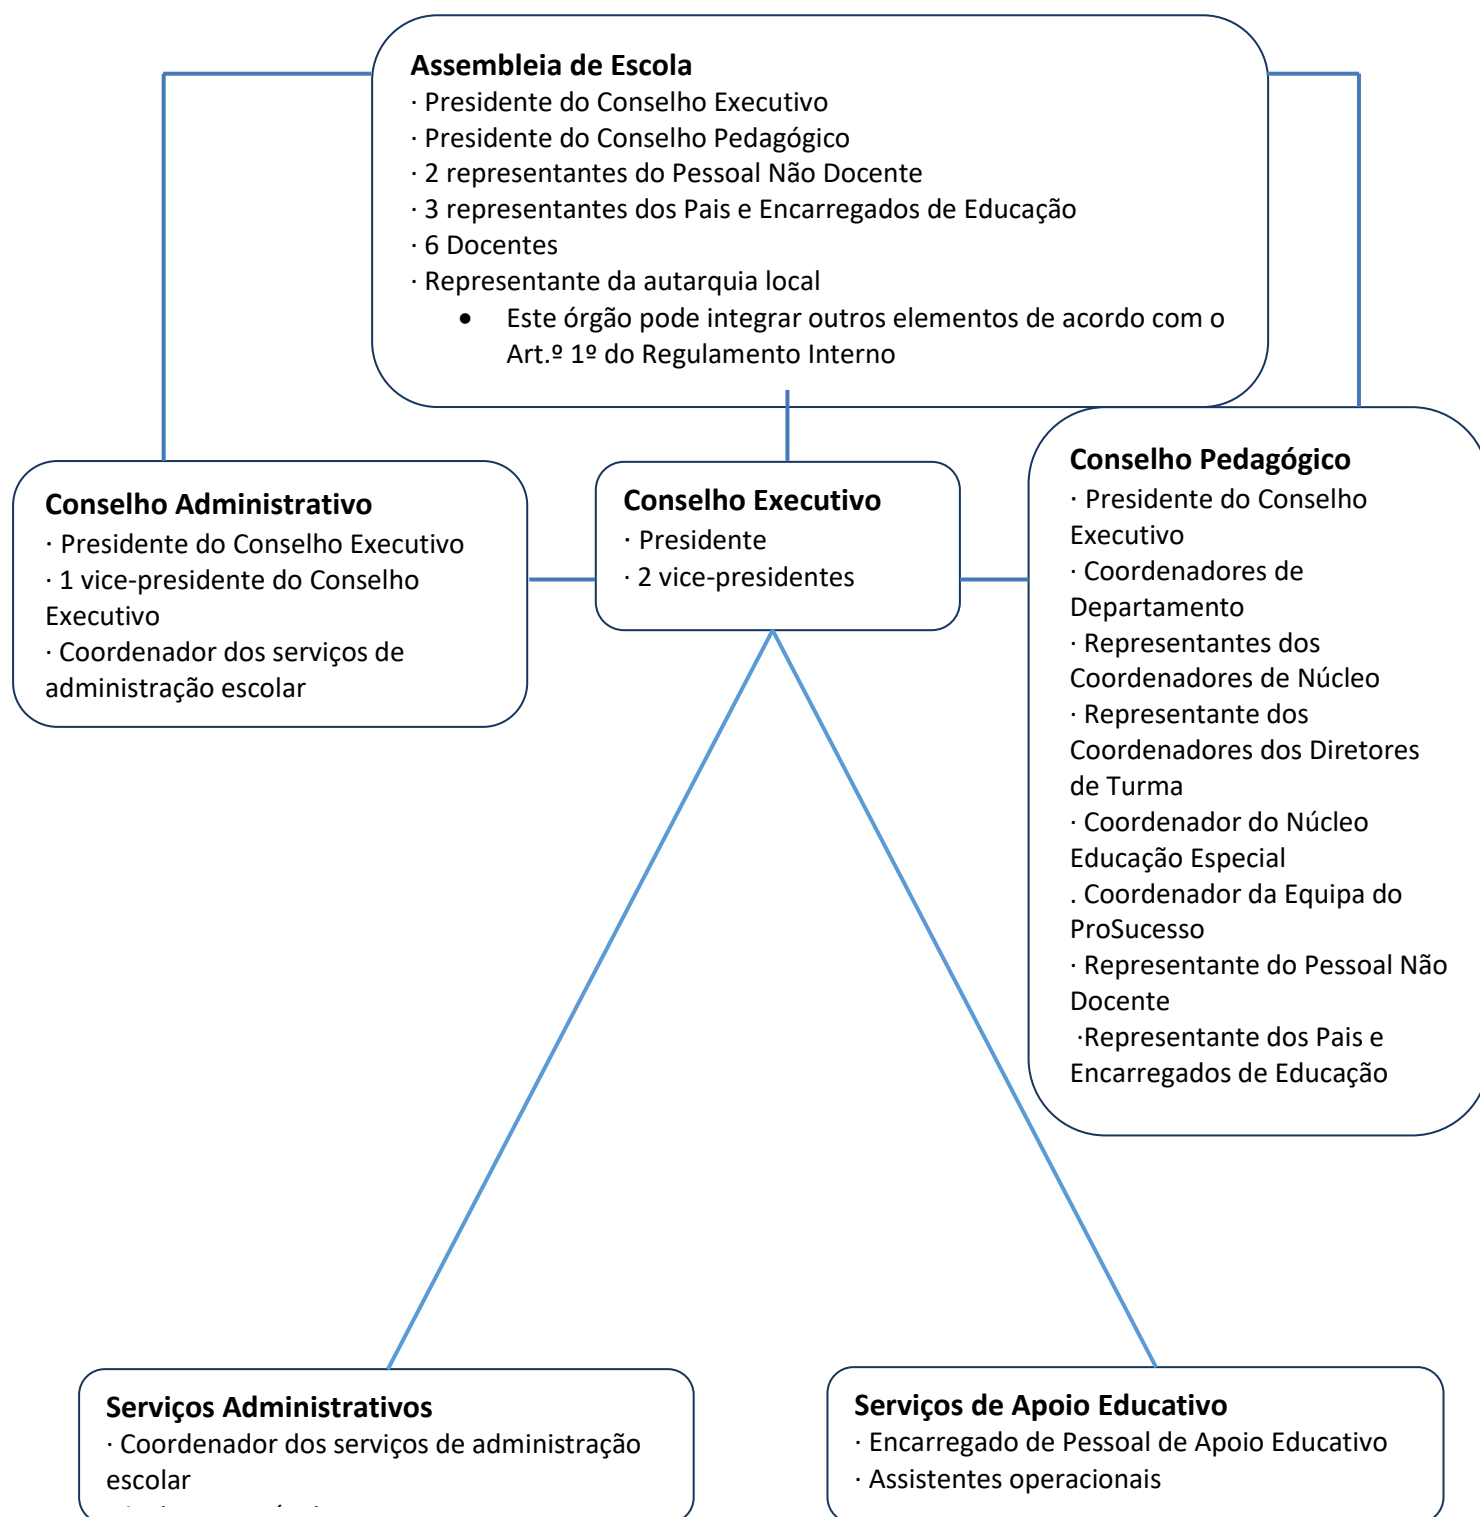 Assembleia de Escola
· Presidente do Conselho Executivo
· Presidente do Conselho Pedagógico
· 2 representantes do Pessoal Não Docente
· 3 representantes dos Pais e Encarregados de Educação
· 6 Docentes
· Representante da autarquia local
• Este órgão pode integrar outros elementos de acordo com o
Art.º 1º do Regulamento Interno
Conselho Administrativo
· Presidente do Conselho Executivo
· 1 vice-presidente do Conselho
Executivo
· Coordenador dos serviços de
administração escolar
Conselho Executivo
· Presidente
· 2 vice-presidentes
Conselho Pedagógico
· Presidente do Conselho
Executivo
· Coordenadores de
Departamento
· Representantes dos
Coordenadores de Núcleo
· Representante dos
Coordenadores dos Diretores
de Turma
· Coordenador do Núcleo
Educação Especial
. Coordenador da Equipa do
ProSucesso
· Representante do Pessoal Não
Docente
·Representante dos Pais e
Encarregados de Educação
Serviços Administrativos
· Coordenador dos serviços de administração
escolar
Serviços de Apoio Educativo
· Encarregado de Pessoal de Apoio Educativo
· Assistentes operacionais